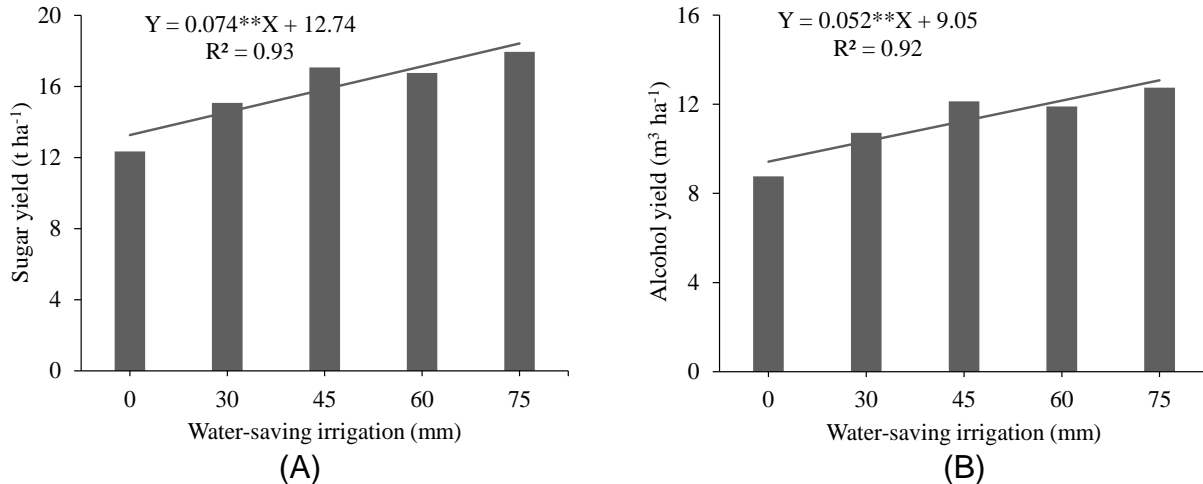 Y = 0.074**X + 12.74
R² = 0.93
20
16
12
8
4
0
Sugar yield (t ha⁻¹)
0 30 45 60 75
Water-saving irrigation (mm)
(A)
Y = 0.052**X + 9.05
R² = 0.92
16
12
8
4
0
Alcohol yield (m³ ha⁻¹)
0 30 45 60 75
Water-saving irrigation (mm)
(B)